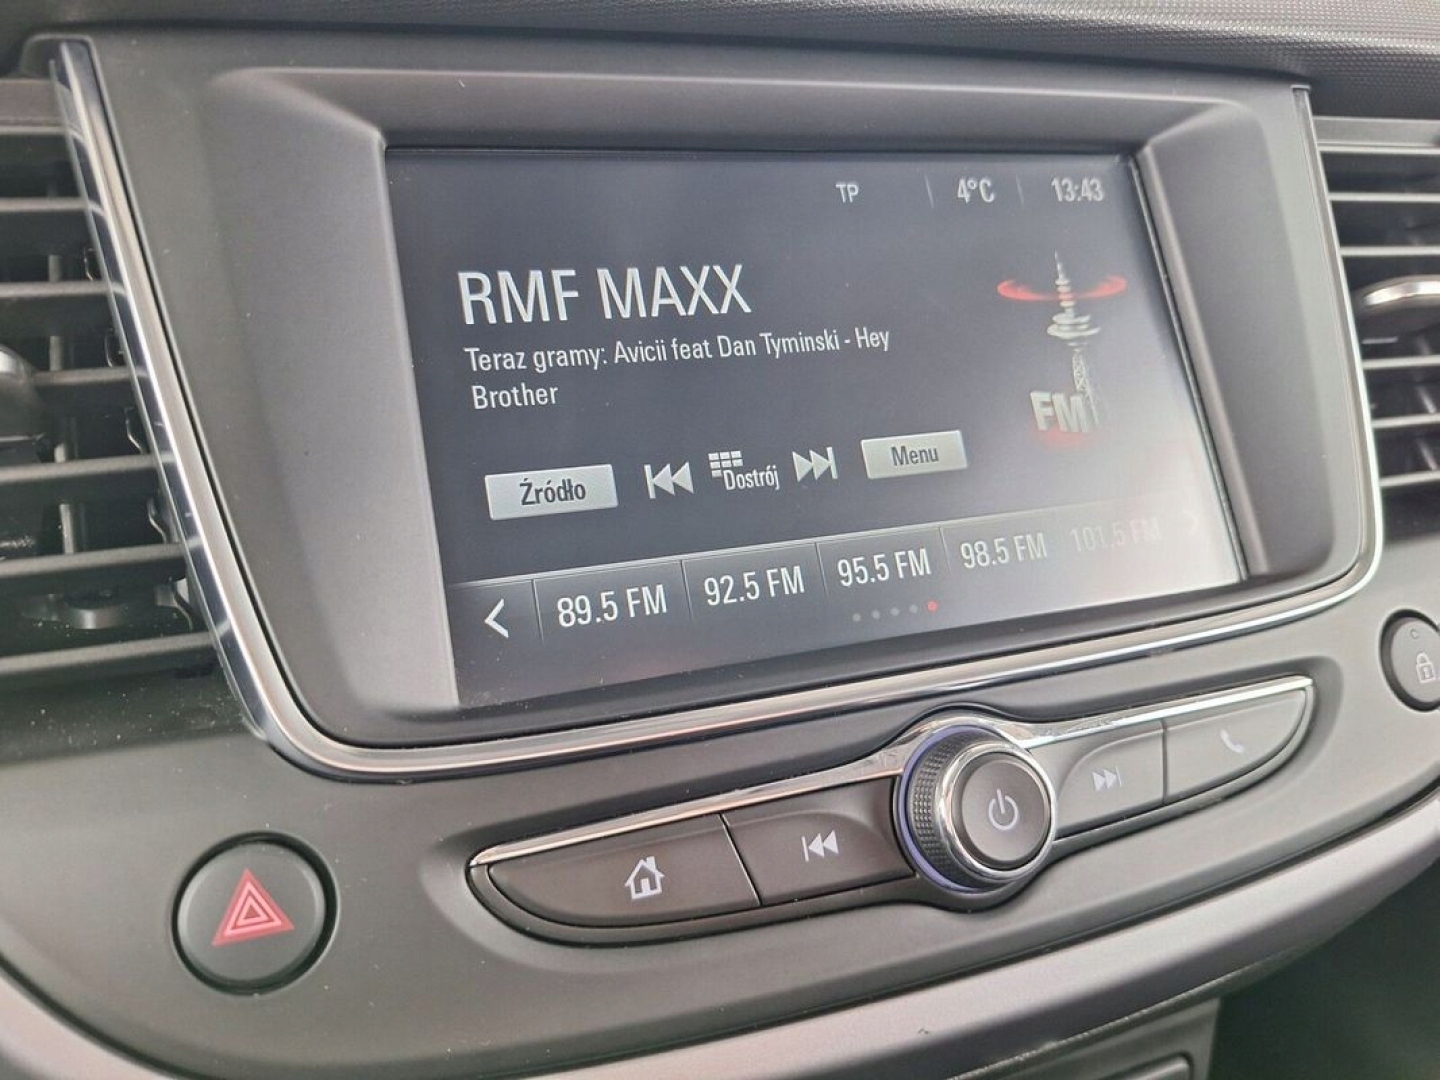 TP 4°C 13:43
RMF MAXX
Teraz gramy: Avicii feat Dan Tyminski - Hey
Brother
FM
Źródło Dostrój Menu
89.5 FM 92.5 FM 95.5 FM 98.5 FM 101.5 FM